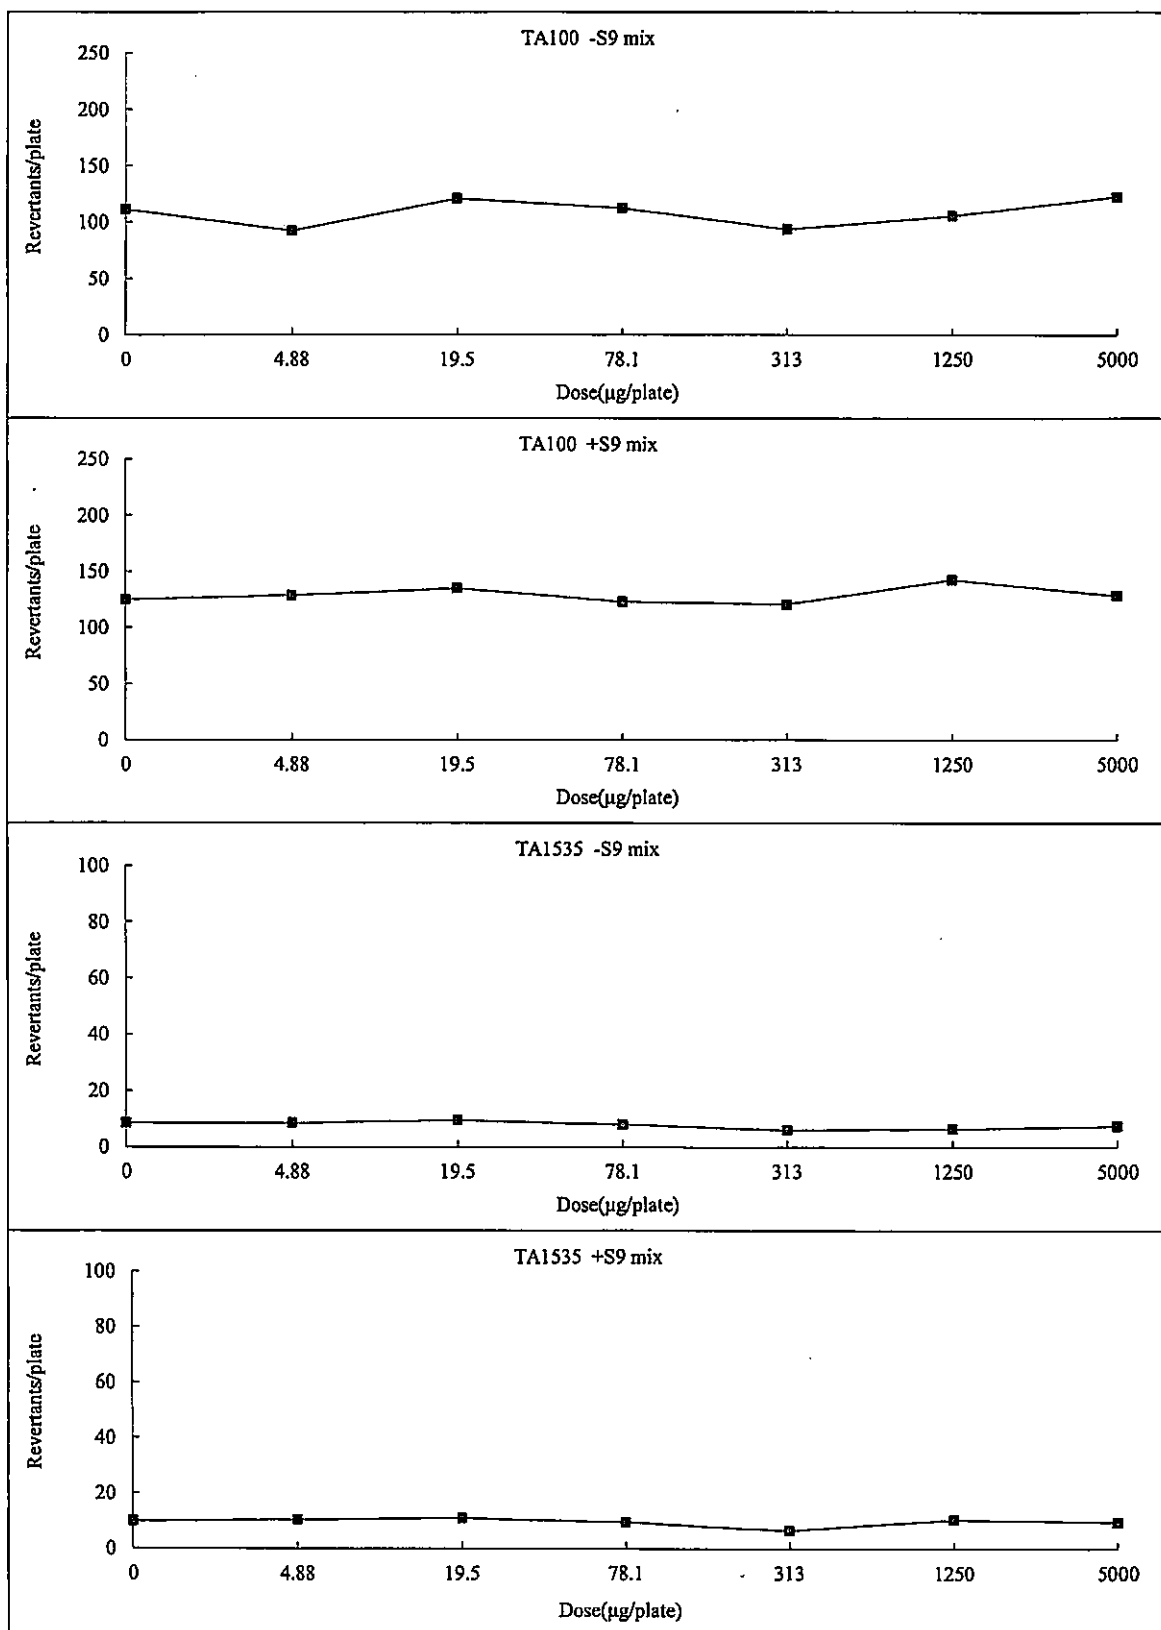 TA100 -S9 mix
Revertants/plate
250
200
150
100
50
0
0 4.88 19.5 78.1 313 1250 5000
Dose(µg/plate)
TA100 +S9 mix
Revertants/plate
250
200
150
100
50
0
0 4.88 19.5 78.1 313 1250 5000
Dose(µg/plate)
TA1535 -S9 mix
Revertants/plate
100
80
60
40
20
0
0 4.88 19.5 78.1 313 1250 5000
Dose(µg/plate)
TA1535 +S9 mix
Revertants/plate
100
80
60
40
20
0
0 4.88 19.5 78.1 313 1250 5000
Dose(µg/plate)